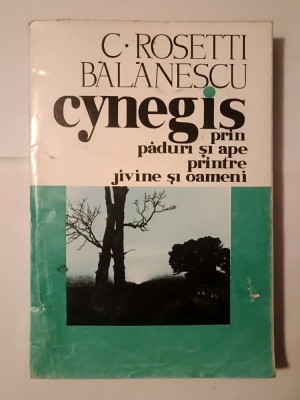 C. ROSETTI
BĂLĂNESCU
cynegis
prin
păduri și ape
printre
jivine și oameni